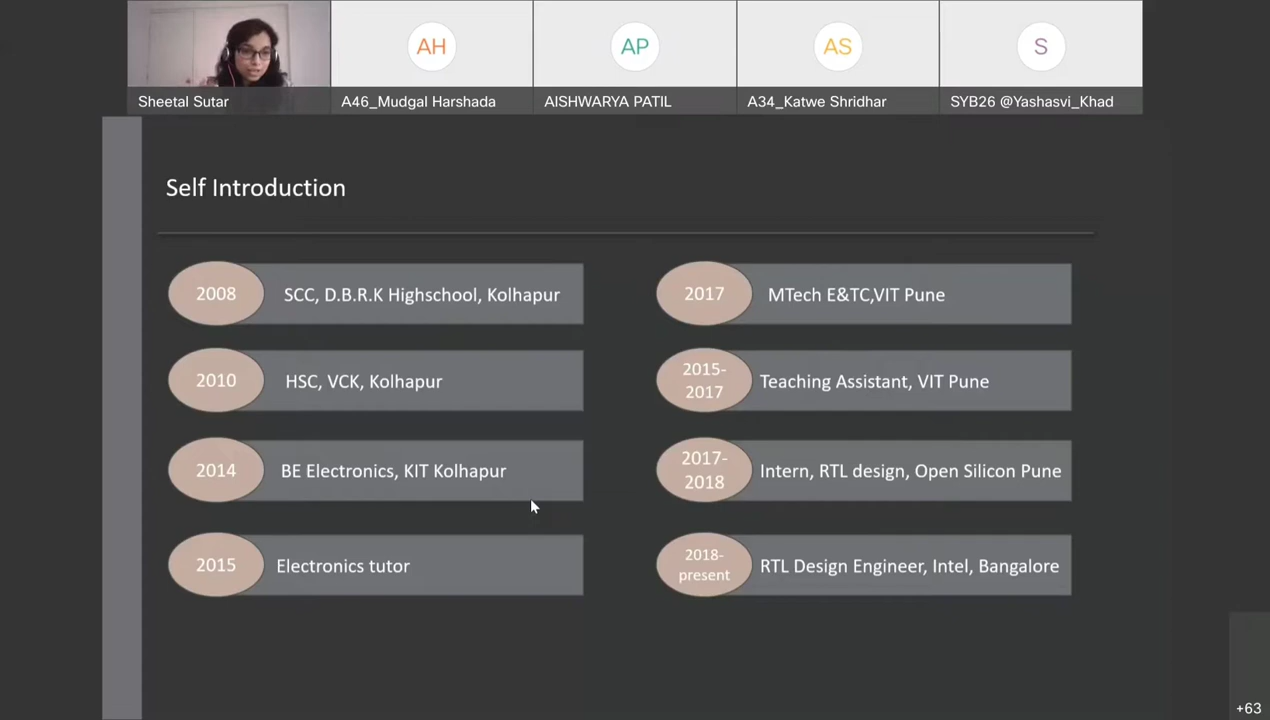 AH
AP
AS
S
Sheetal Sutar
A46_Mudgal Harshada
AISHWARYA PATIL
A34_Katwe Shridhar
SYB26 @Yashasvi_Khad
Self Introduction
2008
SCC, D.B.R.K Highschool, Kolhapur
2010
HSC, VCK, Kolhapur
2014
BE Electronics, KIT Kolhapur
2015
Electronics tutor
2017
MTech E&TC,VIT Pune
2015-
2017
Teaching Assistant, VIT Pune
2017-
2018
Intern, RTL design, Open Silicon Pune
2018-
present
RTL Design Engineer, Intel, Bangalore
+63